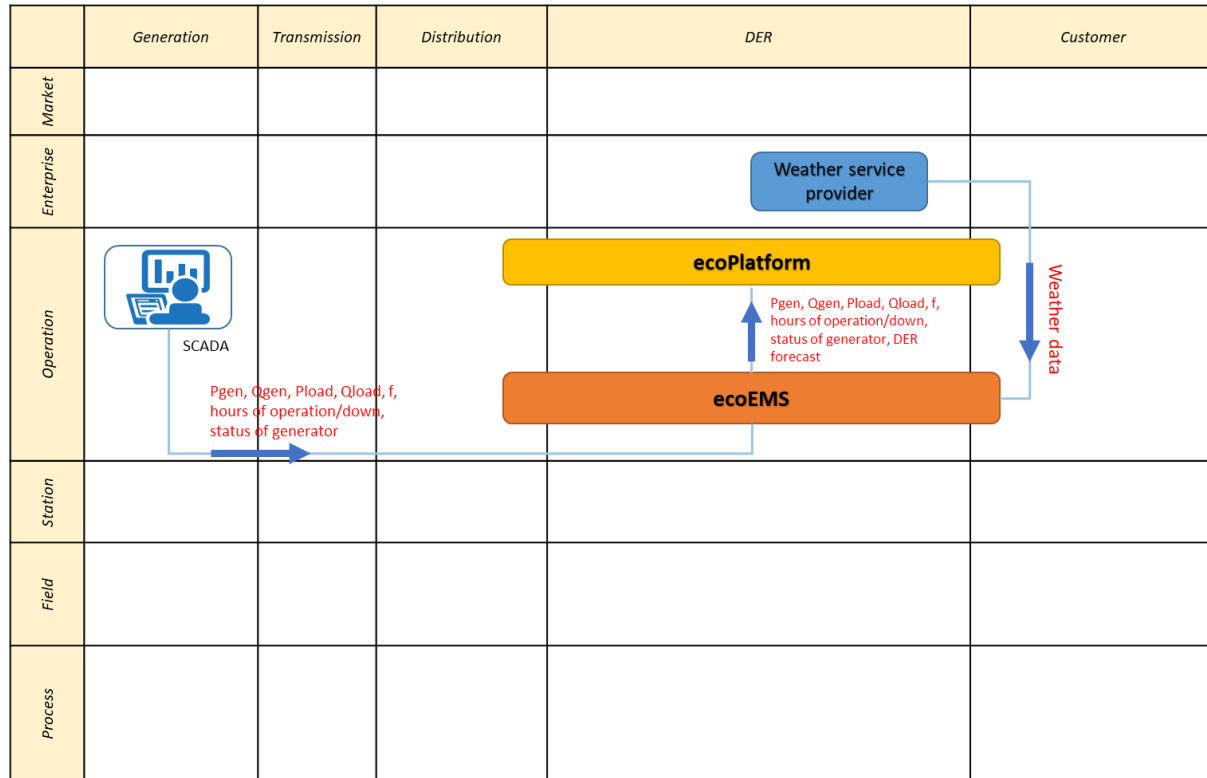 Generation
Transmission
Distribution
DER
Customer
Market
Enterprise
Weather service
provider
Operation
ecoPlatform
SCADA
Pgen, Qgen, Pload, Qload, f,
hours of operation/down,
status of generator, DER
forecast
Weather data
Pgen, Qgen, Pload, Qload, f,
hours of operation/down,
status of generator
ecoEMS
Station
Field
Process